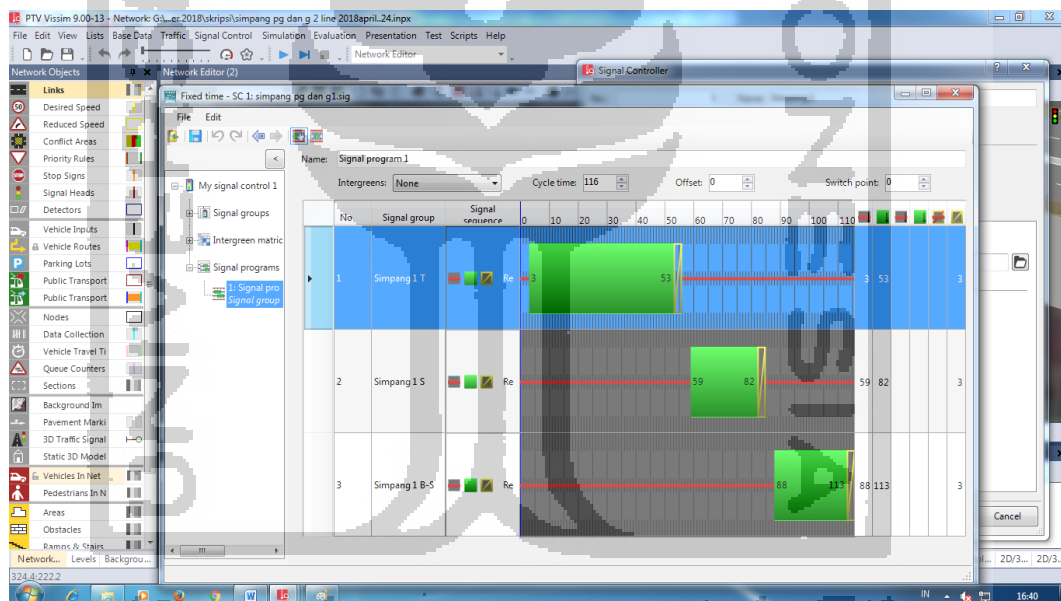 PTV Vissim 9.00-13 - Network: G:\...er.2018\skripsi\simpang pg dan g 2 line 2018april..24.inpx
File Edit View Lists Base Data Traffic Signal Control Simulation Evaluation Presentation Test Scripts Help
Network Editor
Network Objects
Network Editor (2)
Signal Controller
Links
Desired Speed
Reduced Speed
Conflict Areas
Priority Rules
Stop Signs
Signal Heads
Detectors
Vehicle Inputs
Vehicle Routes
Parking Lots
Public Transport
Public Transport
Nodes
Data Collection
Vehicle Travel Ti
Queue Counters
Sections
Background Im
Pavement Marki
3D Traffic Signal
Static 3D Model
Vehicles In Net
Pedestrians In N
Areas
Obstacles
Ramps & Stairs
Network... Levels Backgrou...
324.4:222.2
Fixed time - SC 1: simpang pg dan g1.sig
File Edit
<
My signal control 1
Signal groups
Intergreen matric
Signal programs
1: Signal pro
Signal group
Name: Signal program 1
Intergreens: None Cycle time: 116 Offset: 0 Switch point: 0
No Signal group Signal sequence 0 10 20 30 40 50 60 70 80 90 100 110
1 Simpang 1 T Re 3 53 3 53 3
2 Simpang 1 S Re 59 82 59 82 3
3 Simpang 1 B-S Re 88 113 88 113 3
Cancel
2D/3... 2D/3...
IN 16:40